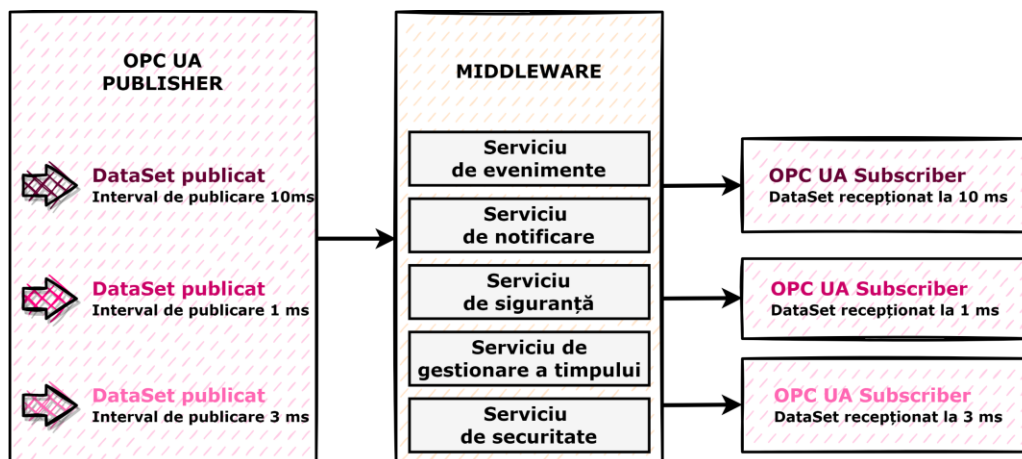 OPC UA
PUBLISHER
DataSet publicat
Interval de publicare 10ms
DataSet publicat
Interval de publicare 1 ms
DataSet publicat
Interval de publicare 3 ms
MIDDLEWARE
Serviciu
de evenimente
Serviciu
de notificare
Serviciu
de siguranță
Serviciu de
gestionare a timpului
Serviciu
de securitate
OPC UA Subscriber
DataSet recepționat la 10 ms
OPC UA Subscriber
DataSet recepționat la 1 ms
OPC UA Subscriber
DataSet recepționat la 3 ms